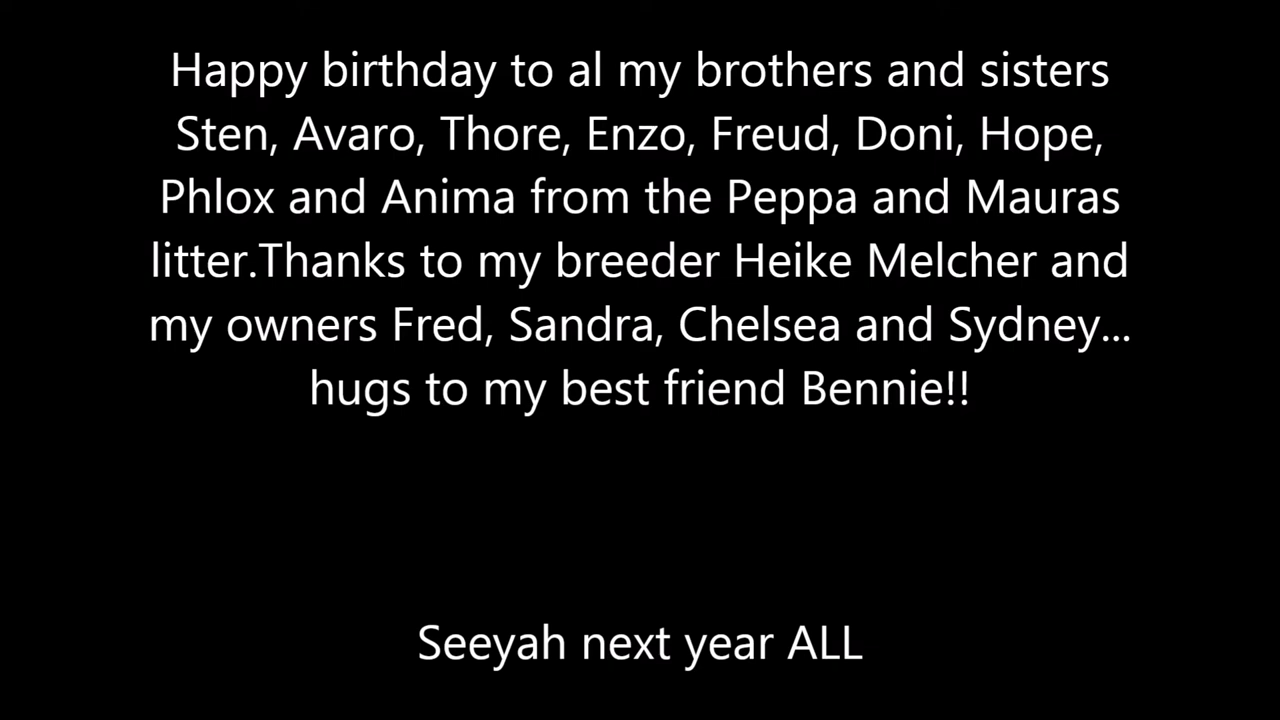 Happy birthday to al my brothers and sisters
Sten, Avaro, Thore, Enzo, Freud, Doni, Hope,
Phlox and Anima from the Peppa and Mauras
litter.Thanks to my breeder Heike Melcher and
my owners Fred, Sandra, Chelsea and Sydney...
hugs to my best friend Bennie!!
Seeyah next year ALL